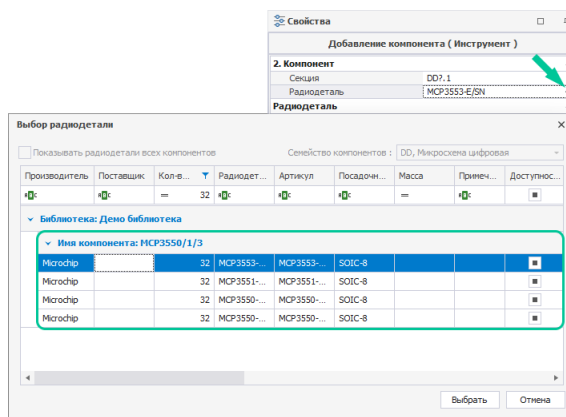 Свойства
Добавление компонента ( Инструмент )
2. Компонент
Секция DD?.1
Радиодеталь MCP3553-E/SN
Радиодеталь
Выбор радиодетали
Показывать радиодетали всех компонентов Семейство компонентов : DD, Микросхема цифровая
Производитель Поставщик Кол-в... Радиодет... Артикул Посадочн... Масса Примеч... Доступнос...
= 32 =
Библиотека: Демо библиотека
Имя компонента: MCP3550/1/3
Microchip 32 MCP3553-... MCP3553-... SOIC-8
Microchip 32 MCP3551-... MCP3551-... SOIC-8
Microchip 32 MCP3550-... MCP3550-... SOIC-8
Microchip 32 MCP3550-... MCP3550-... SOIC-8
Выбрать Отмена